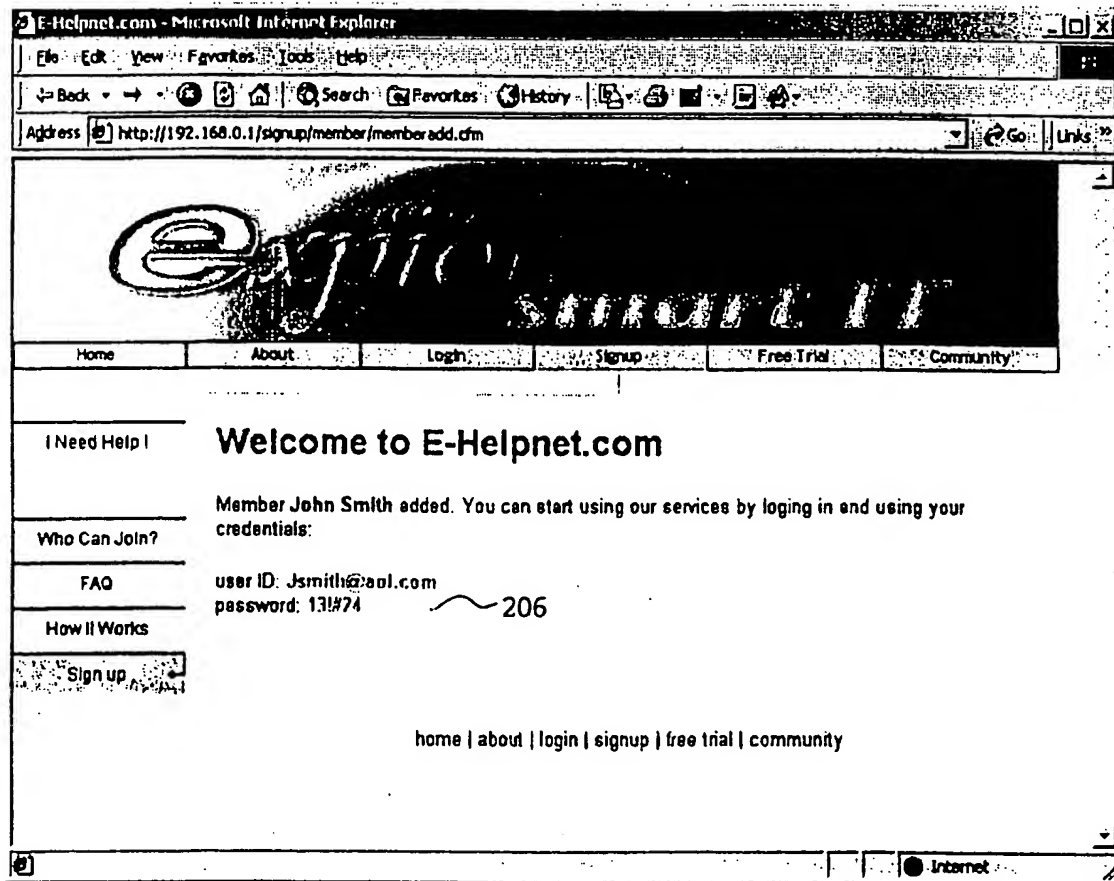 E-Helpnet.com - Microsoft Internet Explorer
File Edit View Favorites Tools Help
Back Search Favorites History
Address http://192.168.0.1/signup/member/memberadd.cfm Go Links »
smart IT
Home About Login Signup Free Trial Community
I Need Help !
Welcome to E-Helpnet.com
Member John Smith added. You can start using our services by loging in and using your
credentials:
Who Can Join?
FAQ
user ID: Jsmith@aol.com
password: 13!#24
206
How It Works
Sign up
home | about | login | signup | free trial | community
Internet